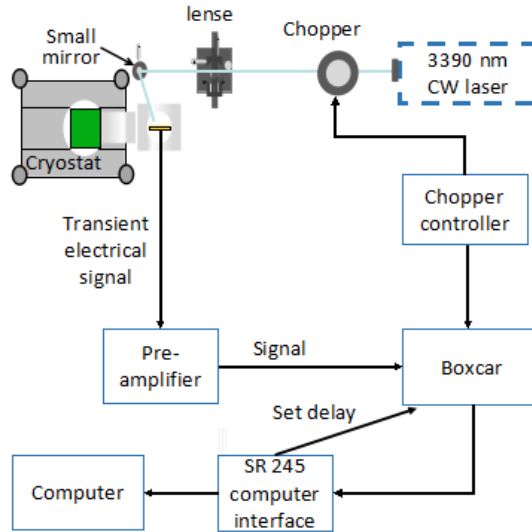 lense
Small
mirror
Chopper
3390 nm
CW laser
Cryostat
Transient
electrical
signal
Chopper
controller
Pre-
amplifier
Signal
Boxcar
Set delay
Computer
SR 245
computer
interface